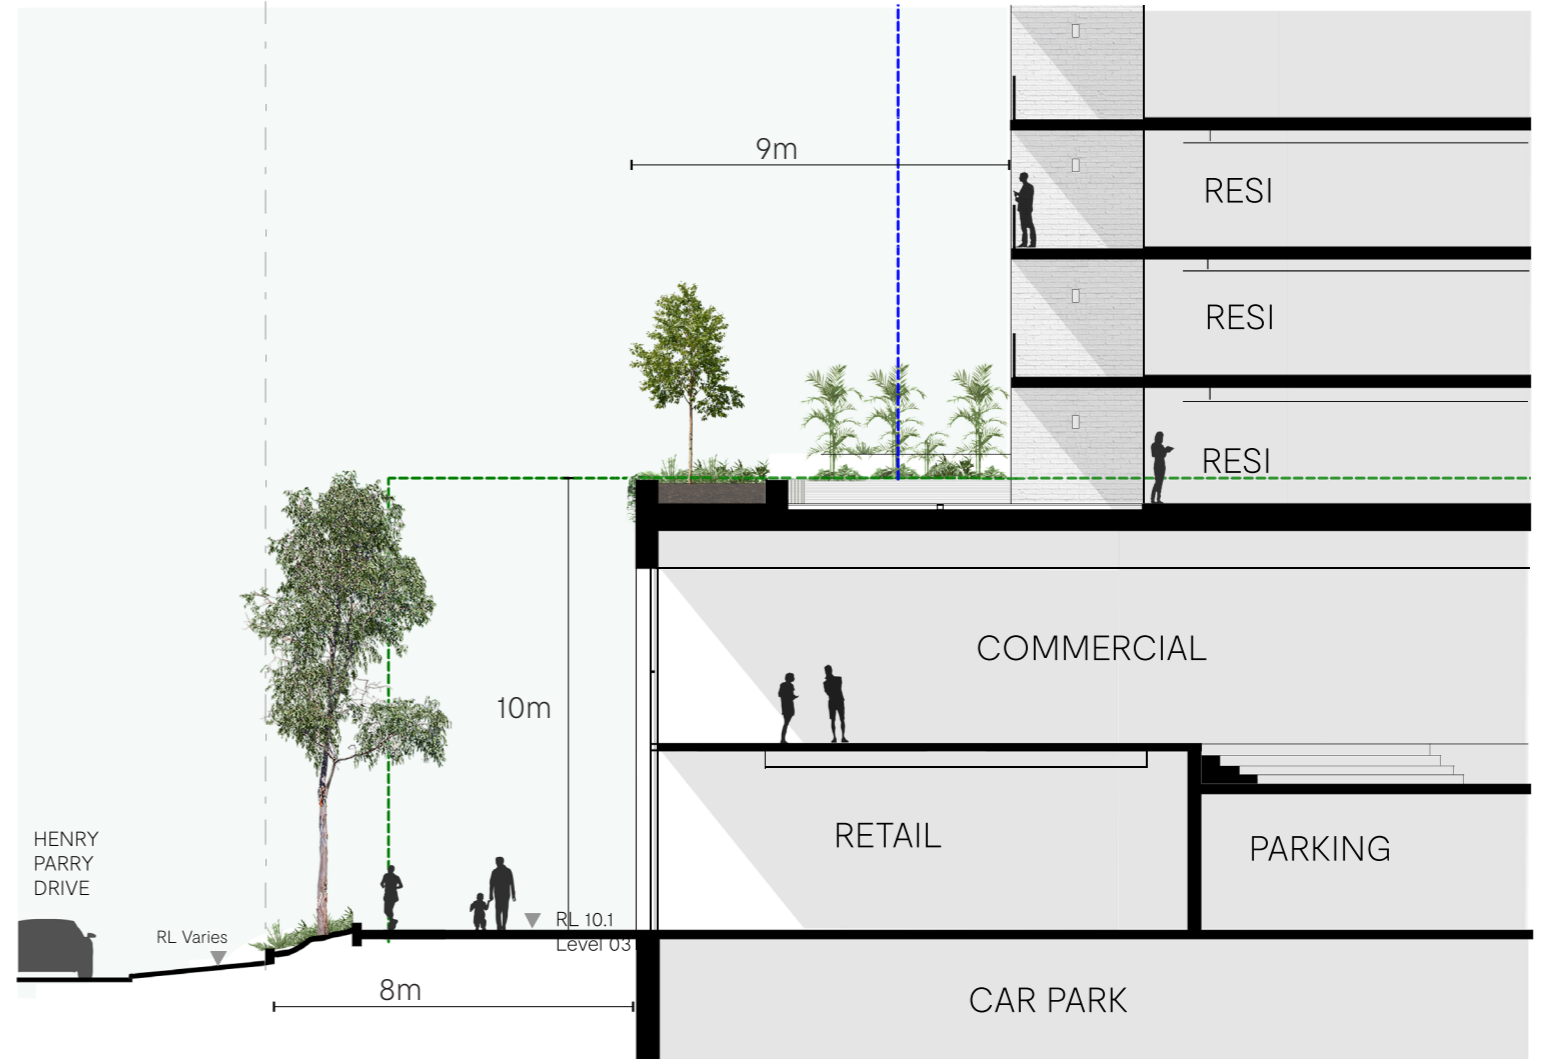 9m
RESI
RESI
RESI
COMMERCIAL
10m
RETAIL
PARKING
HENRY
PARRY
DRIVE
RL Varies
RL 10.1
Level 03
8m
CAR PARK